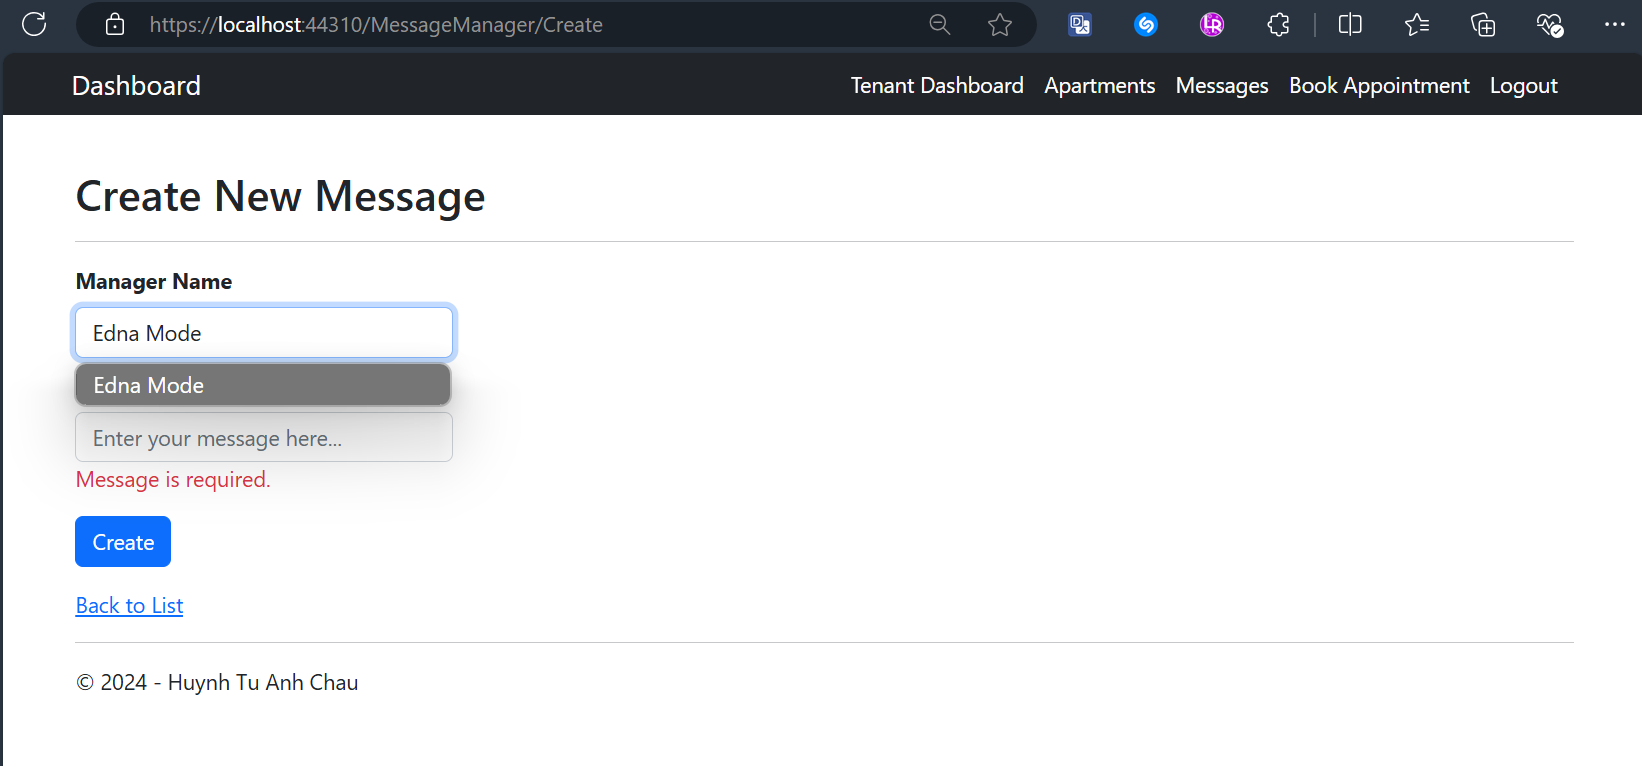 https://localhost:44310/MessageManager/Create
Dashboard
Tenant Dashboard Apartments Messages Book Appointment Logout
Create New Message
Manager Name
Edna Mode
Edna Mode
Enter your message here...
Message is required.
Create
Back to List
© 2024 - Huynh Tu Anh Chau